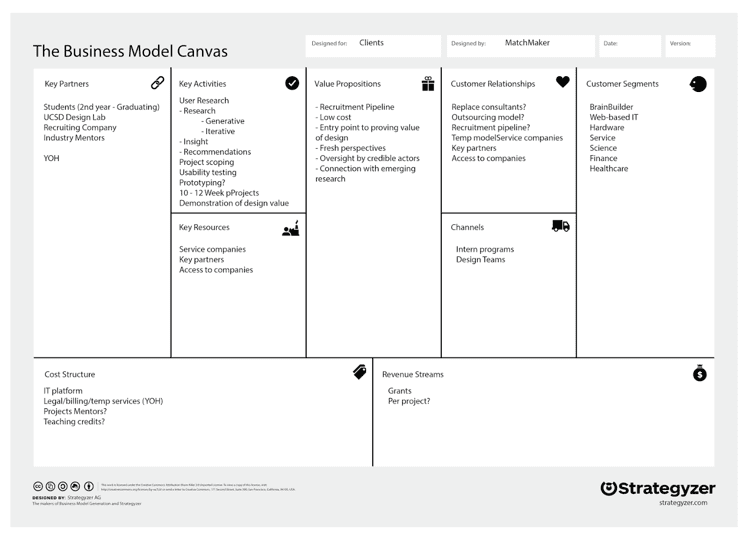 The Business Model Canvas
Designed for: Clients
Designed by: MatchMaker
Date:
Version:
Key Partners
Students (2nd year - Graduating)
UCSD Design Lab
Recruiting Company
Industry Mentors
YOH
Key Activities
User Research
- Research
- Generative
- Iterative
- Insight
- Recommendations
Project scoping
Usability testing
Prototyping?
10 - 12 Week pProjects
Demonstration of design value
Key Resources
Service companies
Key partners
Access to companies
Value Propositions
- Recruitment Pipeline
- Low cost
- Entry point to proving value
of design
- Fresh perspectives
- Oversight by credible actors
- Connection with emerging
research
Customer Relationships
Replace consultants?
Outsourcing model?
Recruitment pipeline?
Temp modelService companies
Key partners
Access to companies
Channels
Intern programs
Design Teams
Customer Segments
BrainBuilder
Web-based IT
Hardware
Service
Science
Finance
Healthcare
Cost Structure
IT platform
Legal/billing/temp services (YOH)
Projects Mentors?
Teaching credits?
Revenue Streams
Grants
Per project?
DESIGNED BY: Strategyzer AG
The makers of Business Model Generation and Strategyzer
Strategyzer
strategyzer.com